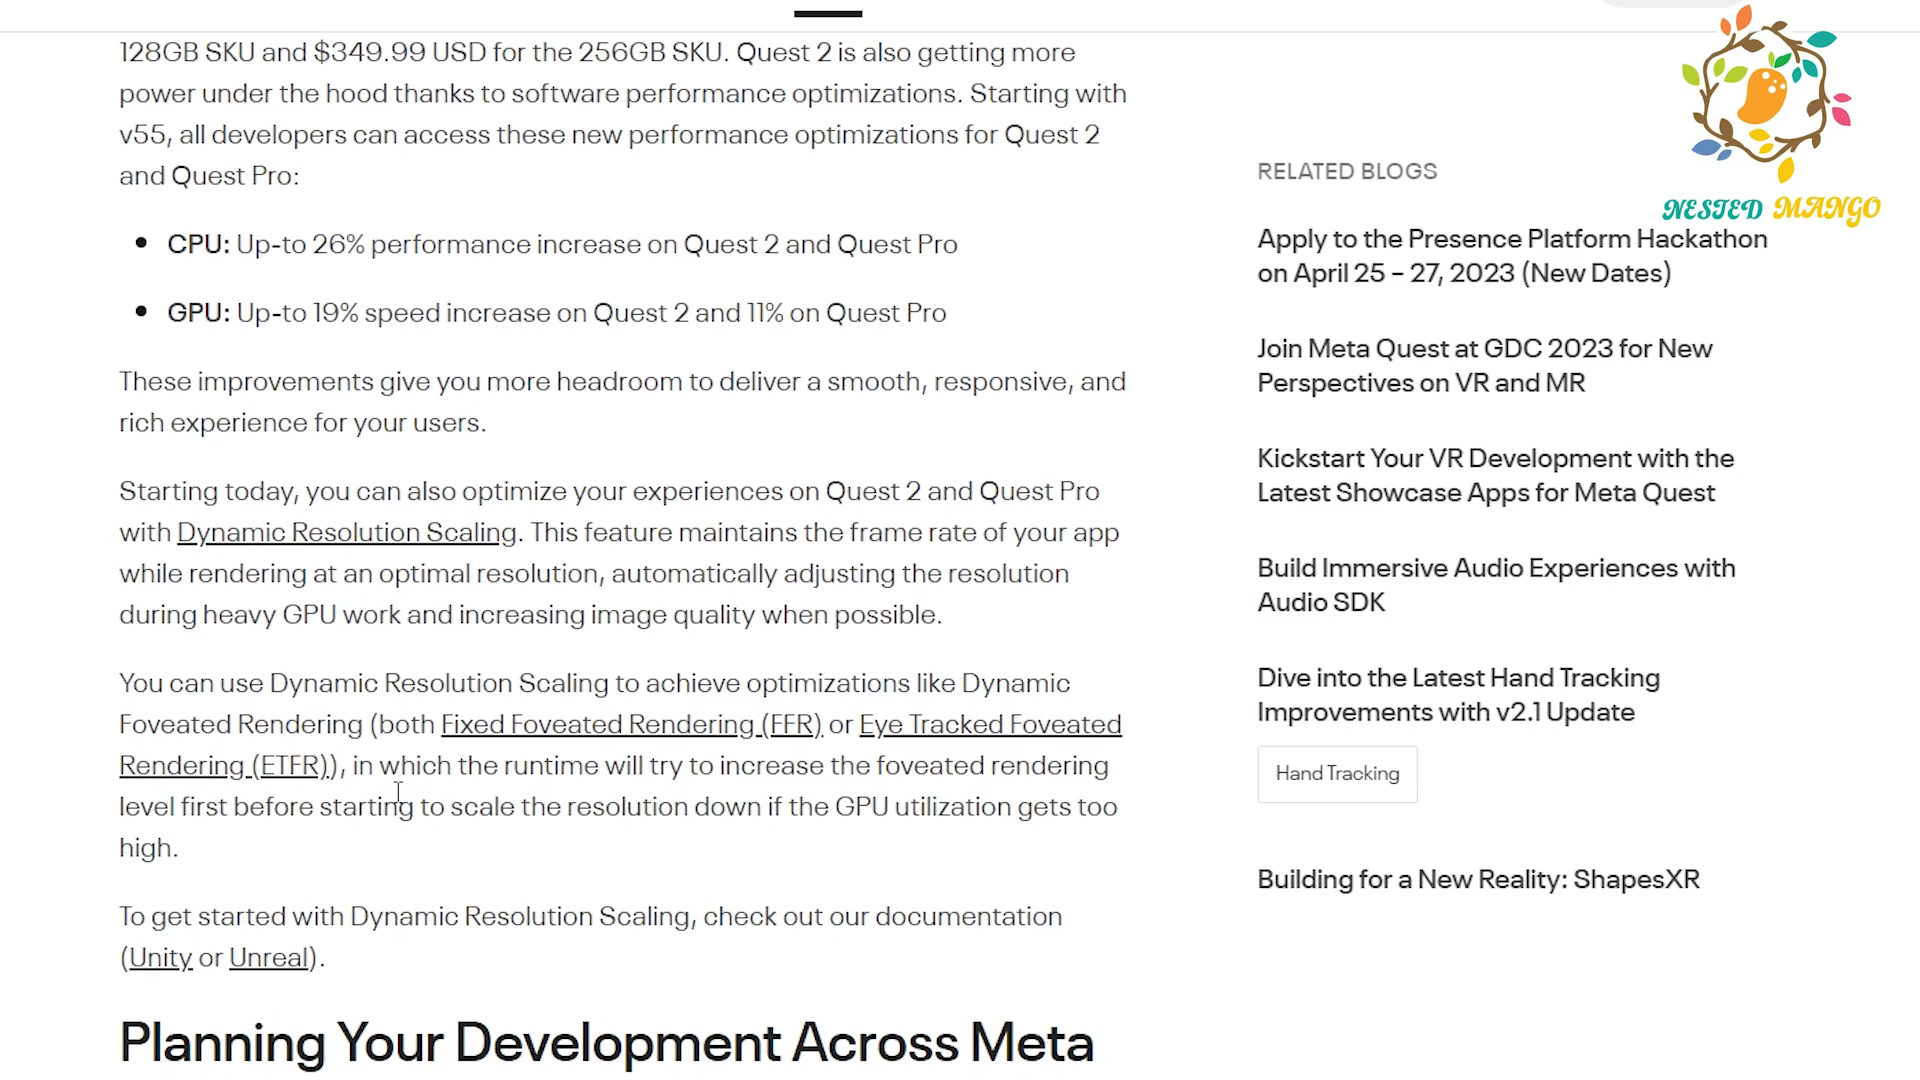 128GB SKU and $349.99 USD for the 256GB SKU. Quest 2 is also getting more
power under the hood thanks to software performance optimizations. Starting with
v55, all developers can access these new performance optimizations for Quest 2
and Quest Pro:
• CPU: Up-to 26% performance increase on Quest 2 and Quest Pro
• GPU: Up-to 19% speed increase on Quest 2 and 11% on Quest Pro
These improvements give you more headroom to deliver a smooth, responsive, and
rich experience for your users.
Starting today, you can also optimize your experiences on Quest 2 and Quest Pro
with Dynamic Resolution Scaling. This feature maintains the frame rate of your app
while rendering at an optimal resolution, automatically adjusting the resolution
during heavy GPU work and increasing image quality when possible.
You can use Dynamic Resolution Scaling to achieve optimizations like Dynamic
Foveated Rendering (both Fixed Foveated Rendering (FFR) or Eye Tracked Foveated
Rendering (ETFR)), in which the runtime will try to increase the foveated rendering
level first before starting to scale the resolution down if the GPU utilization gets too
high.
To get started with Dynamic Resolution Scaling, check out our documentation
(Unity or Unreal).
Planning Your Development Across Meta
NESTED MANGO
RELATED BLOGS
Apply to the Presence Platform Hackathon
on April 25 – 27, 2023 (New Dates)
Join Meta Quest at GDC 2023 for New
Perspectives on VR and MR
Kickstart Your VR Development with the
Latest Showcase Apps for Meta Quest
Build Immersive Audio Experiences with
Audio SDK
Dive into the Latest Hand Tracking
Improvements with v2.1 Update
Hand Tracking
Building for a New Reality: ShapesXR